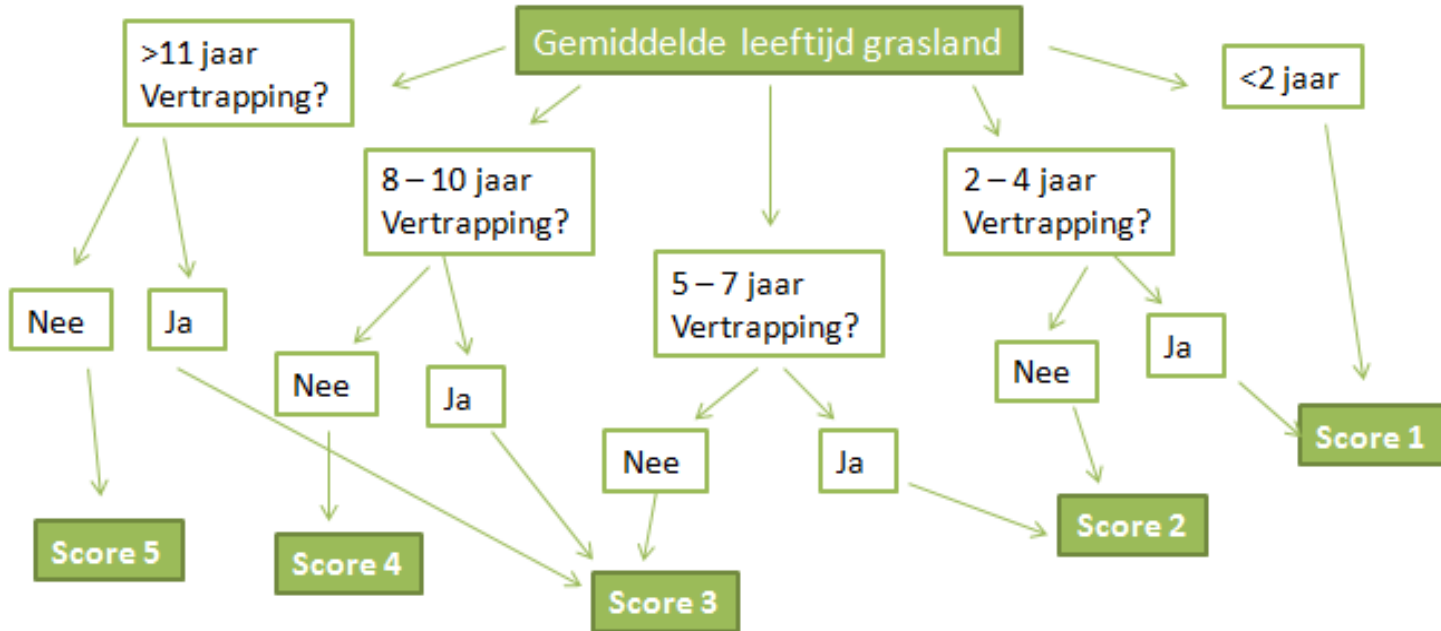 Gemiddelde leeftijd grasland
>11 jaar
Vertrapping?
<2 jaar
8 – 10 jaar
Vertrapping?
2 – 4 jaar
Vertrapping?
5 – 7 jaar
Vertrapping?
Nee
Ja
Nee
Ja
Nee
Ja
Nee
Ja
Score 5
Score 4
Score 3
Score 2
Score 1